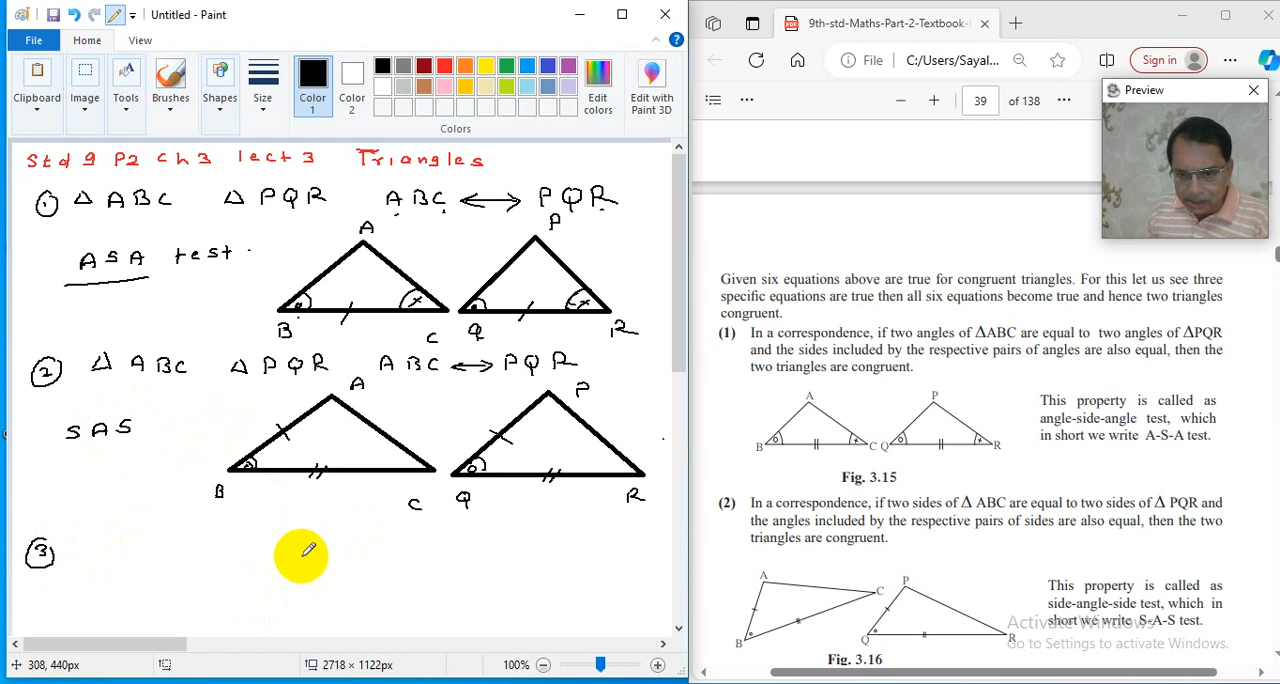 Untitled - Paint
File Home View
Clipboard Image Tools Brushes Shapes Size Color 1 Color 2 Edit colors Edit with Paint 3D
Colors
Std 9 P2 Ch3 lect 3 Triangles
① △ ABC △ PQR ABC ↔ PQR
ASA test
A P
B C Q R
② △ ABC △ PQR ABC ↔ PQR
A P
SAS
B C Q R
③
308, 440px 2718 × 1122px 100%
9th-std-Maths-Part-2-Textbook-
File C:/Users/Sayal... Sign in
39 of 138
Preview
Given six equations above are true for congruent triangles. For this let us see three
specific equations are true then all six equations become true and hence two triangles
congruent.
(1) In a correspondence, if two angles of ΔABC are equal to two angles of ΔPQR
and the sides included by the respective pairs of angles are also equal, then the
two triangles are congruent.
A P
B C Q R
This property is called as
angle-side-angle test, which
in short we write A-S-A test.
Fig. 3.15
(2) In a correspondence, if two sides of Δ ABC are equal to two sides of Δ PQR and
the angles included by the respective pairs of sides are also equal, then the two
triangles are congruent.
A C P
B Q R
This property is called as
side-angle-side test, which in
short we write S-A-S test.
Fig. 3.16
Activate Windows
Go to Settings to activate Windows.